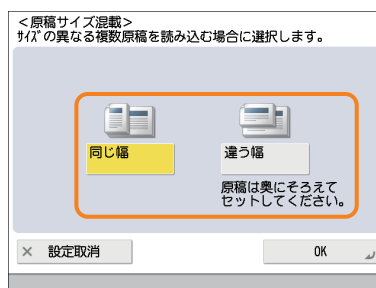 <原稿サイズ混載>
ｻｲｽﾞの異なる複数原稿を読み込む場合に選択します。
同じ幅
違う幅
原稿は奥にそろえて
セットしてください。
× 設定取消
OK